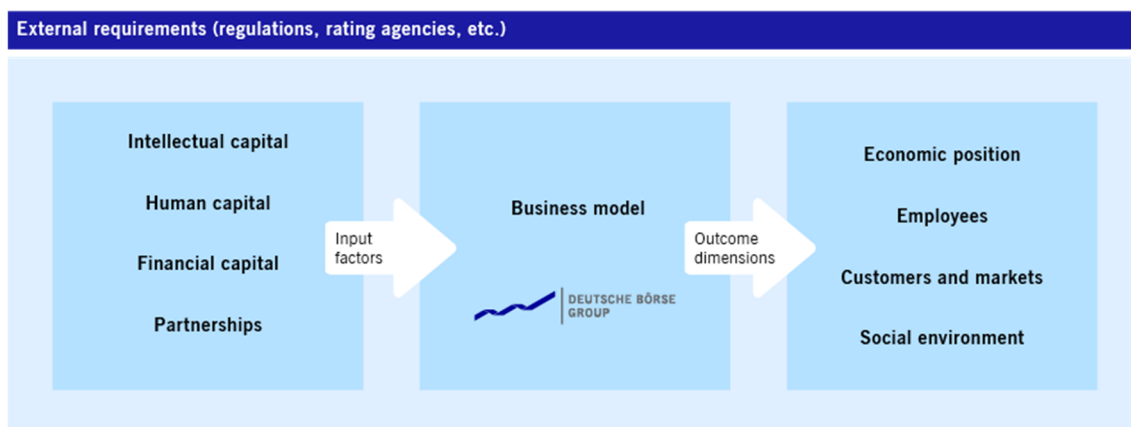 External requirements (regulations, rating agencies, etc.)
Intellectual capital
Human capital
Financial capital
Partnerships
Input
factors
Business model
DEUTSCHE BÖRSE
GROUP
Outcome
dimensions
Economic position
Employees
Customers and markets
Social environment